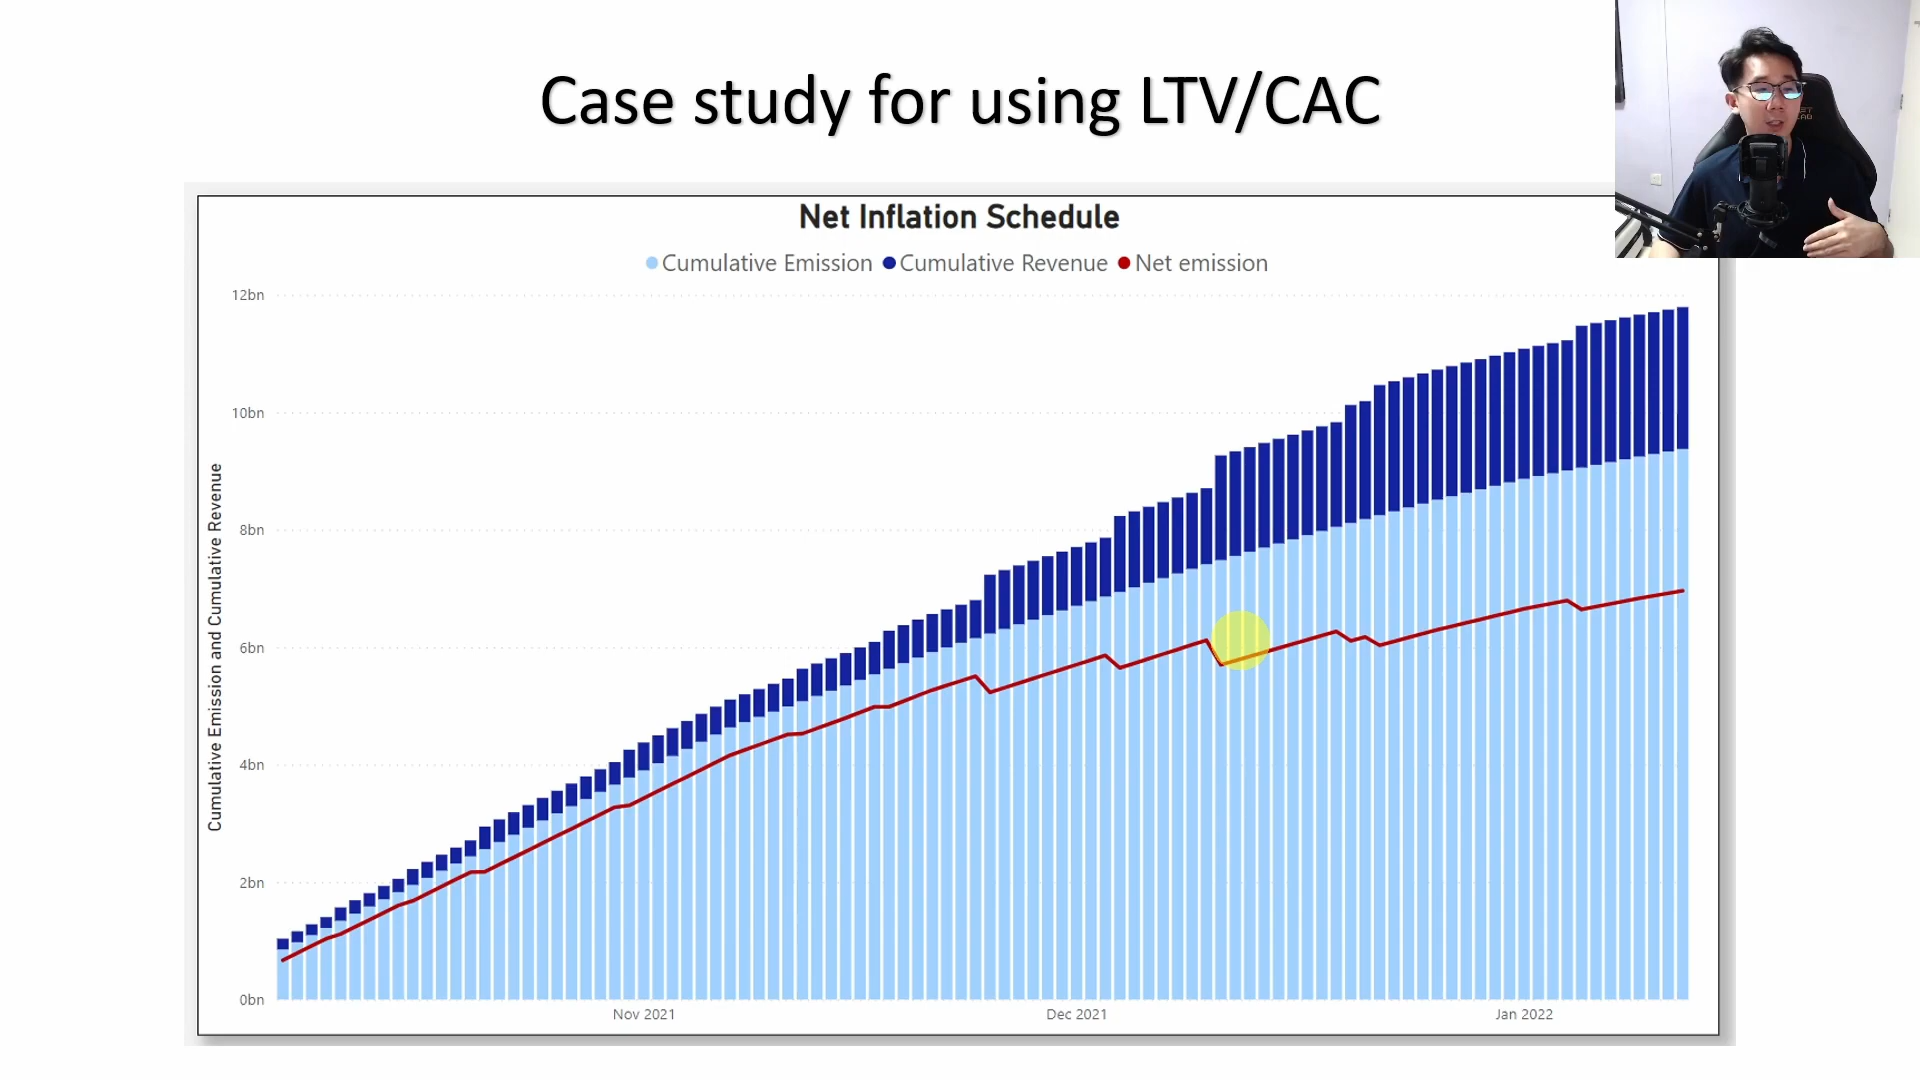 Case study for using LTV/CAC
Net Inflation Schedule
Cumulative Emission Cumulative Revenue Net emission
12bn
10bn
8bn
6bn
4bn
2bn
0bn
Cumulative Emission and Cumulative Revenue
Nov 2021 Dec 2021 Jan 2022